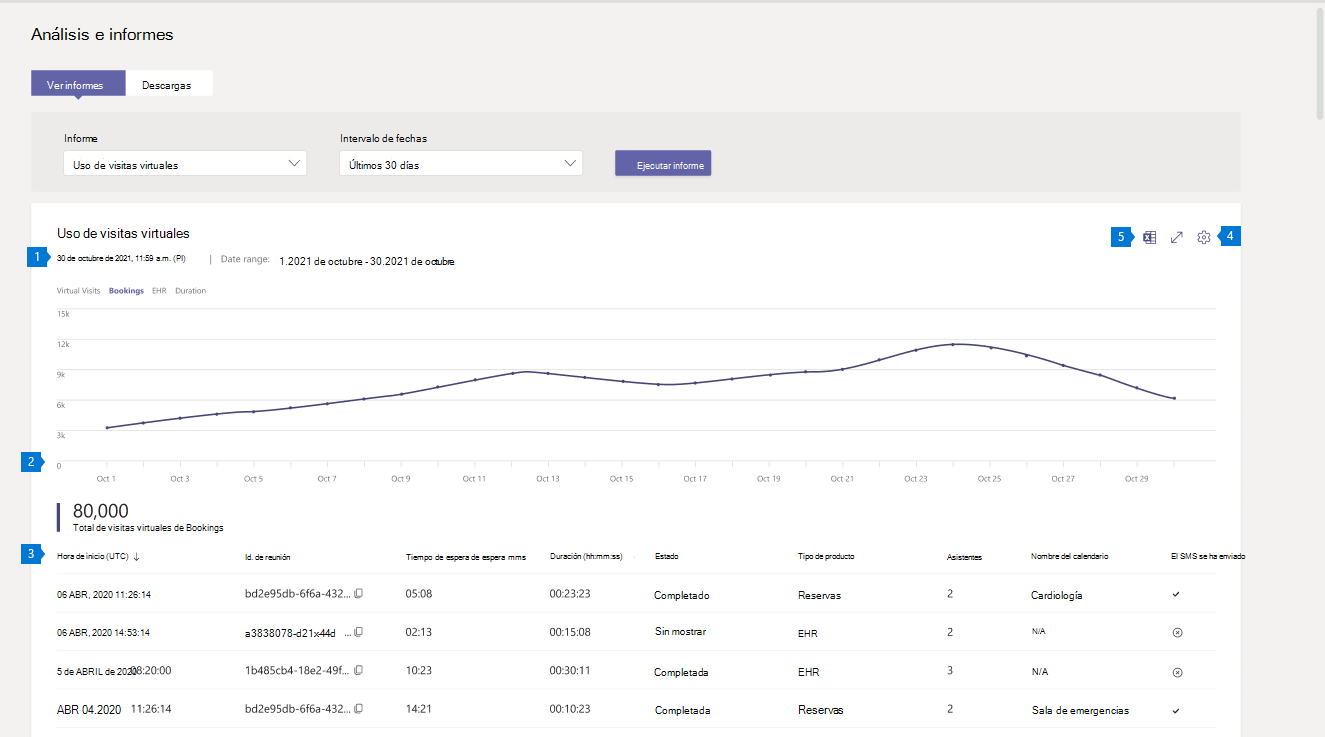 Análisis e informes
Ver informes Descargas
Informe Intervalo de fechas
Uso de visitas virtuales Últimos 30 días Ejecutar informe
Uso de visitas virtuales
5 4
1 30 de octubre de 2021, 11:59 a.m. (PI) | Date range: 1.2021 de octubre - 30.2021 de octubre
Virtual Visits Bookings EHR Duration
15k
12k
9k
6k
3k
2 0
Oct 1 Oct 3 Oct 5 Oct 7 Oct 9 Oct 11 Oct 13 Oct 15 Oct 17 Oct 19 Oct 21 Oct 23 Oct 25 Oct 27 Oct 29
80,000
Total de visitas virtuales de Bookings
3 Hora de inicio (UTC) ↓ Id. de reunión Tiempo de espera de espera mms Duración (hh:mm:ss) Estado Tipo de producto Asistentes Nombre del calendario El SMS se ha enviado
06 ABR, 2020 11:26:14 bd2e95db-6f6a-432... 05:08 00:23:23 Completado Reservas 2 Cardiología
06 ABR, 2020 14:53:14 a3838078-d21x44d ... 02:13 00:15:08 Sin mostrar EHR 2 N/A
5 de ABRIL de 2020 08:20:00 1b485cb4-18e2-49f... 10:23 00:30:11 Completada EHR 3 N/A
ABR 04.2020 11:26:14 bd2e95db-6f6a-432... 14:21 00:10:23 Completada Reservas 2 Sala de emergencias